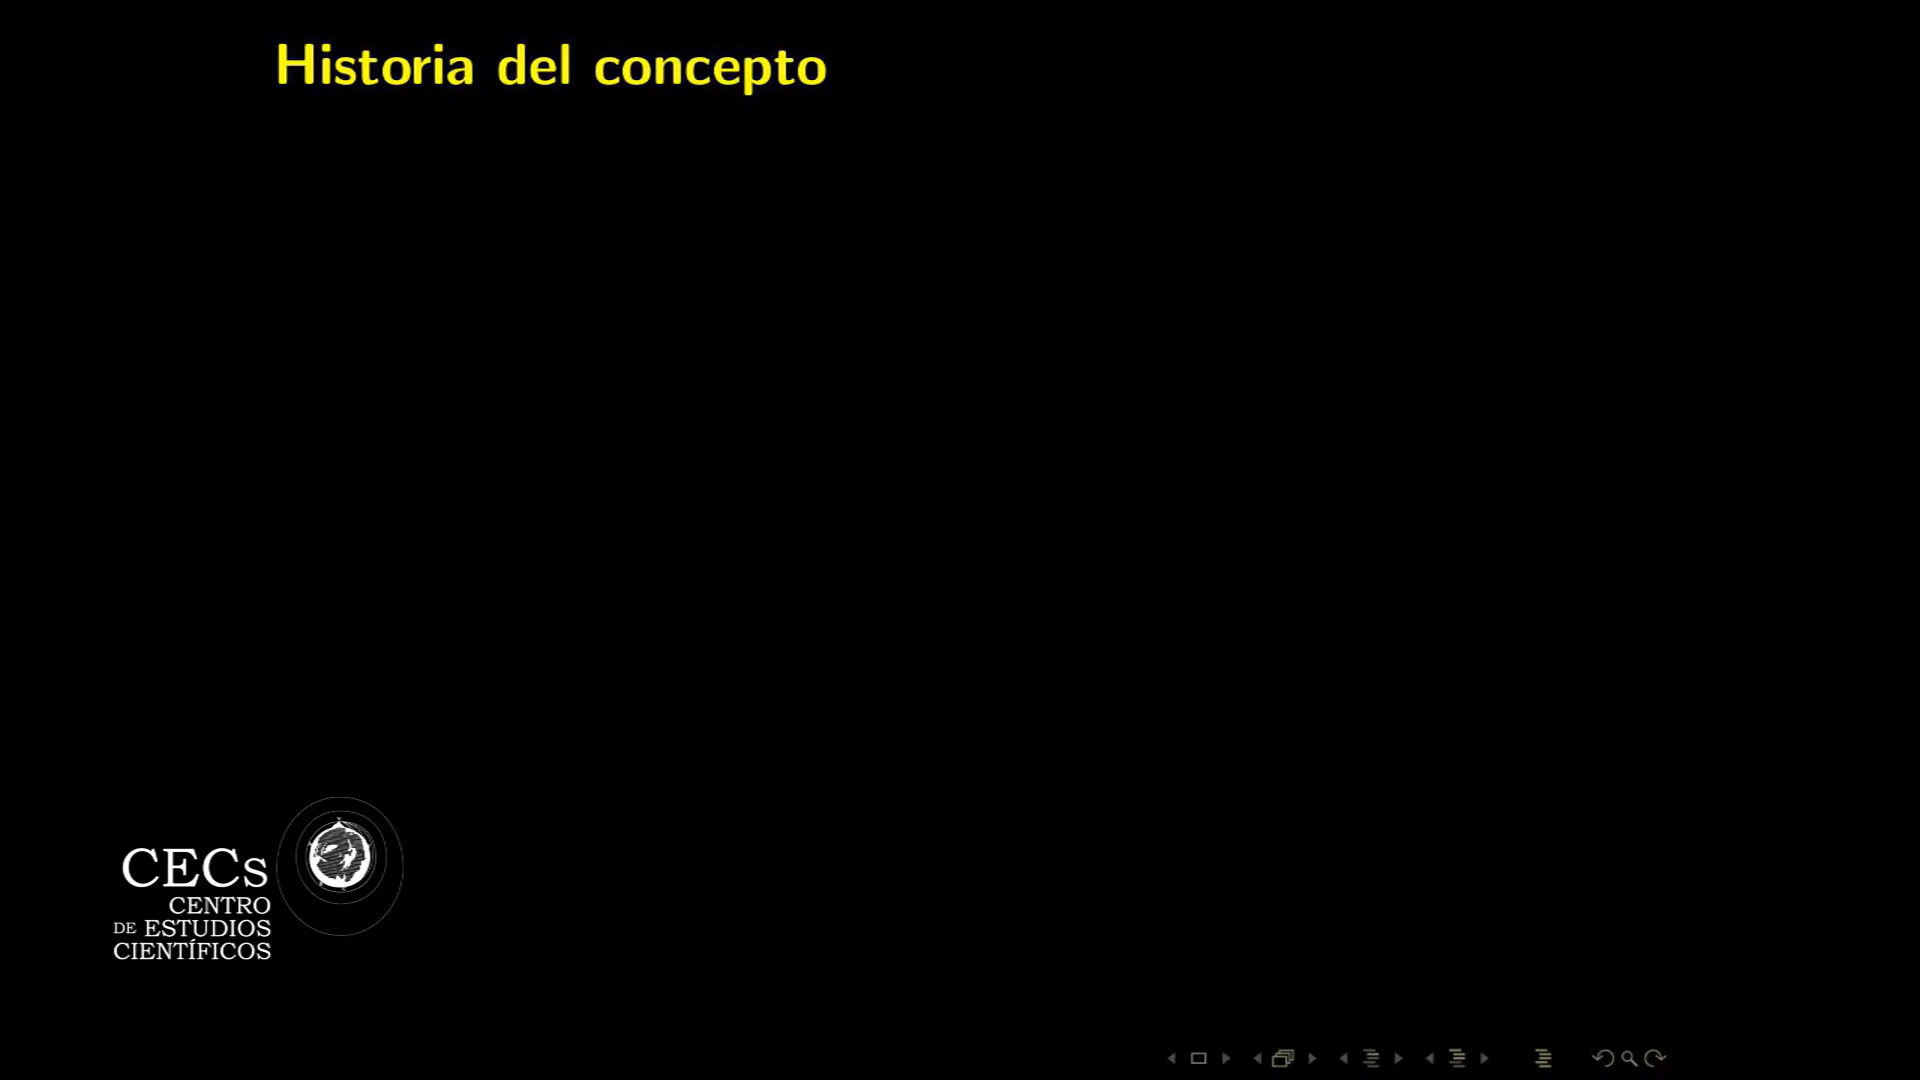 Historia del concepto
CECs
CENTRO
DE ESTUDIOS
CIENTÍFICOS